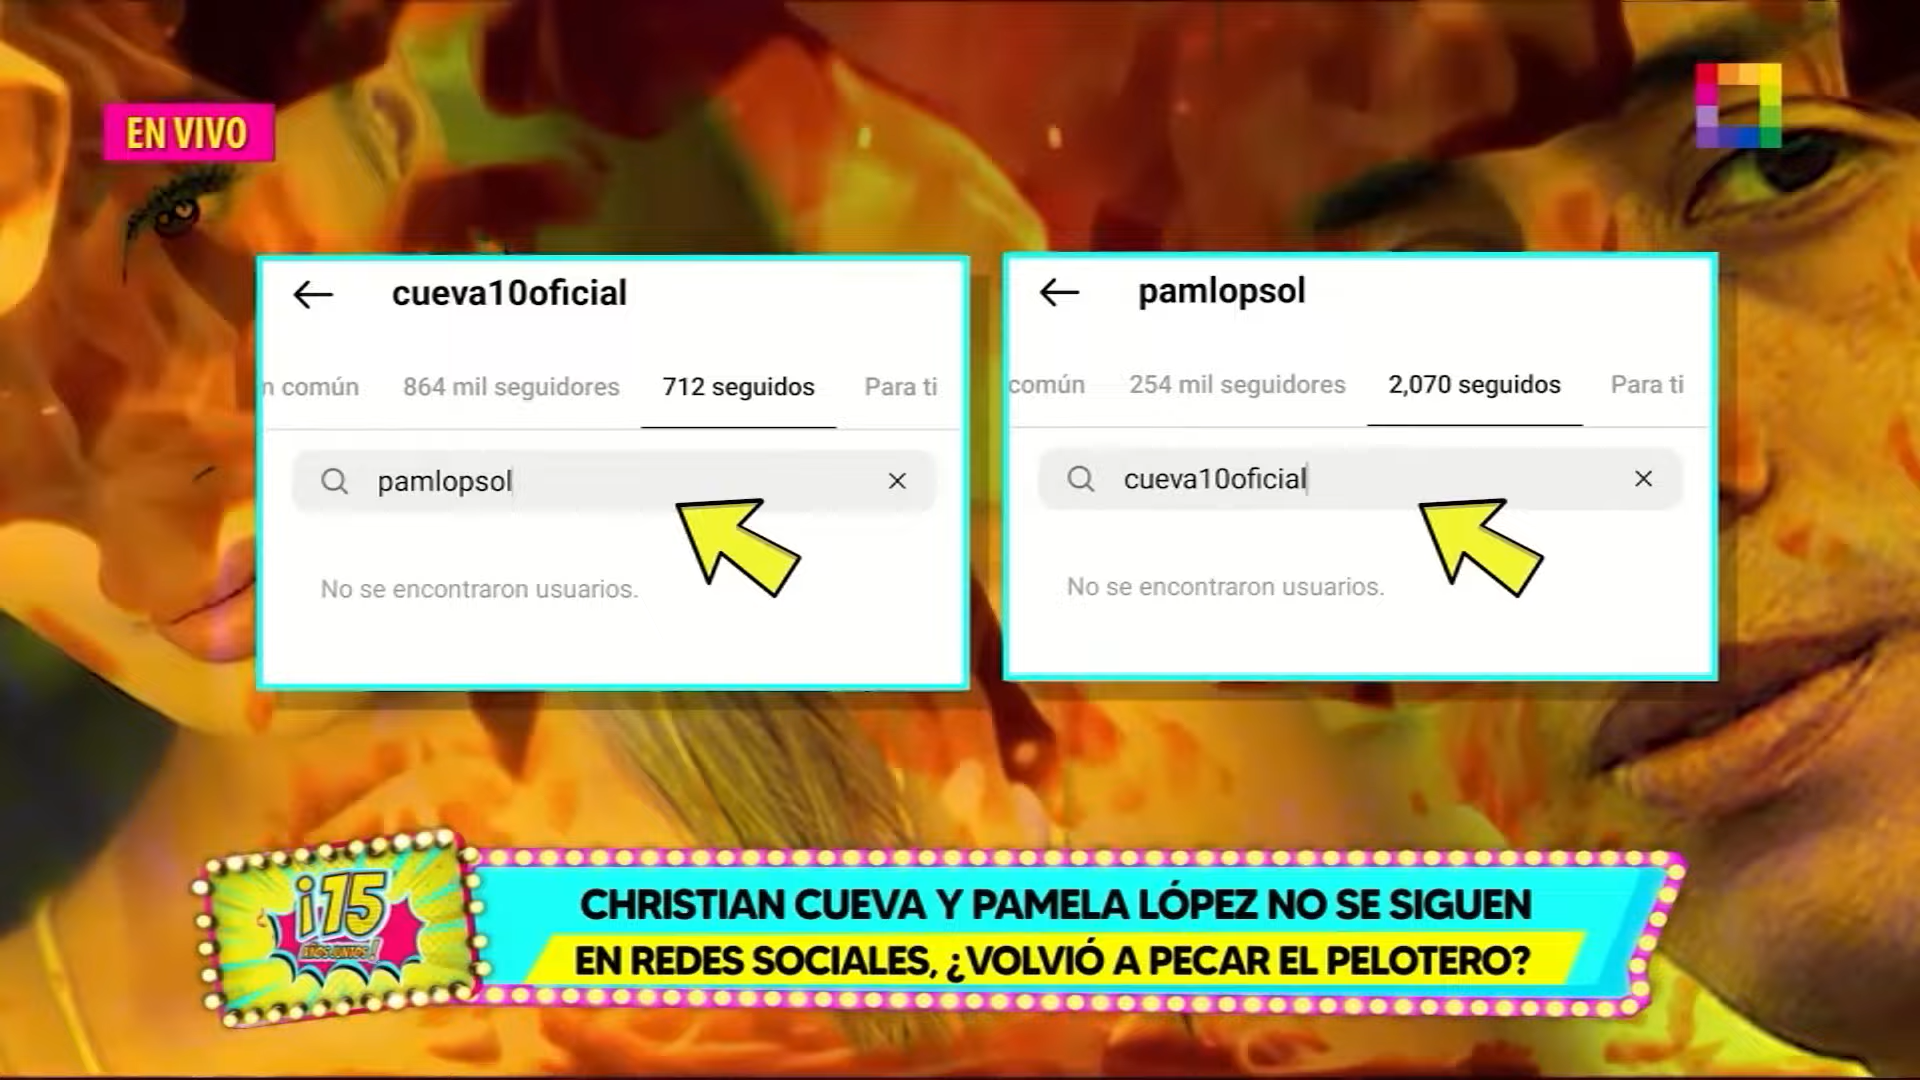 EN VIVO
cueva10oficial
n común 864 mil seguidores 712 seguidos Para ti
pamlopsol
No se encontraron usuarios.
pamlopsol
común 254 mil seguidores 2,070 seguidos Para ti
cueva10oficial
No se encontraron usuarios.
¡15
AÑOS JUNTOS!
CHRISTIAN CUEVA Y PAMELA LÓPEZ NO SE SIGUEN
EN REDES SOCIALES, ¿VOLVIÓ A PECAR EL PELOTERO?